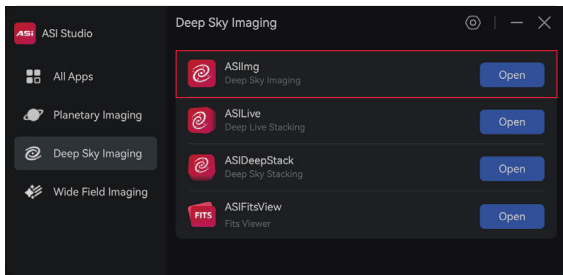 ASI
ASI Studio
All Apps
Planetary Imaging
Deep Sky Imaging
Wide Field Imaging
Deep Sky Imaging
ASIImg
Deep Sky Imaging
Open
ASILive
Deep Live Stacking
Open
ASIDeepStack
Deep Sky Stacking
Open
FITS
ASIFitsView
Fits Viewer
Open